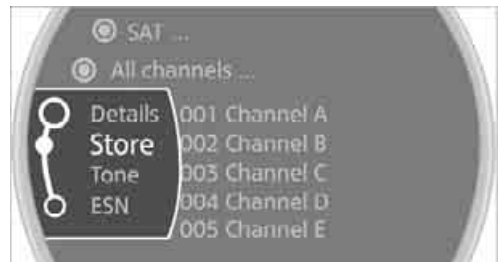 SAT ...
All channels ...
Details 001 Channel A
Store 002 Channel B
Tone 003 Channel C
ESN 004 Channel D
005 Channel E